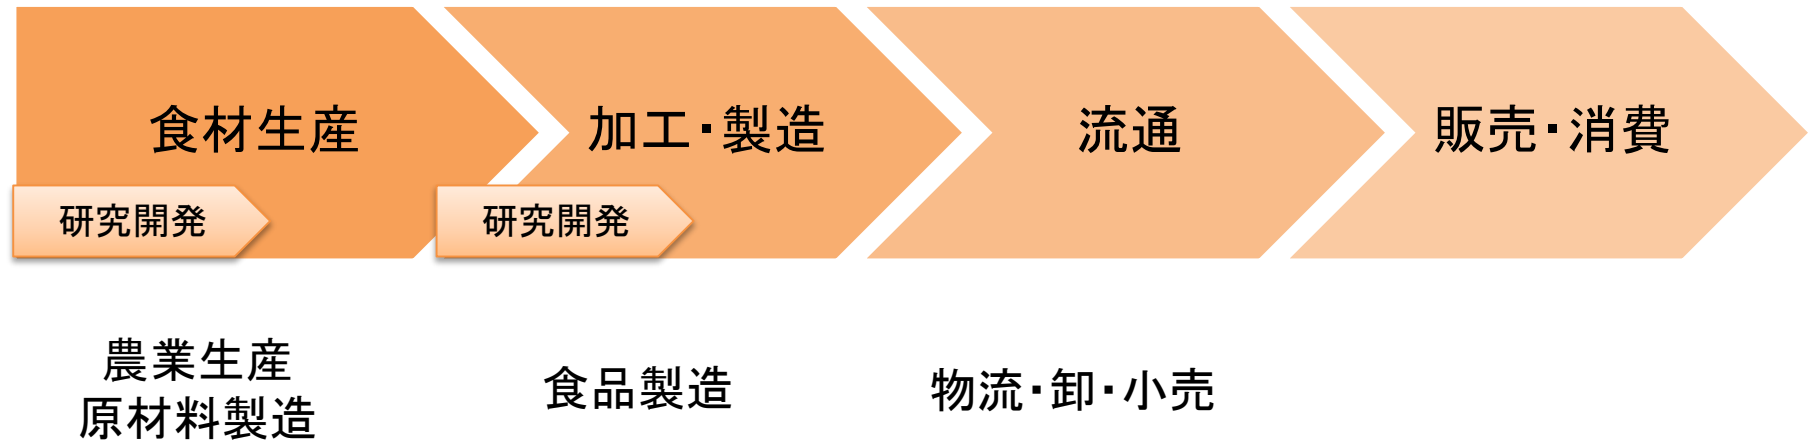 食材生産
加工・製造
流通
販売・消費
研究開発
研究開発
農業生産
原材料製造
食品製造
物流・卸・小売